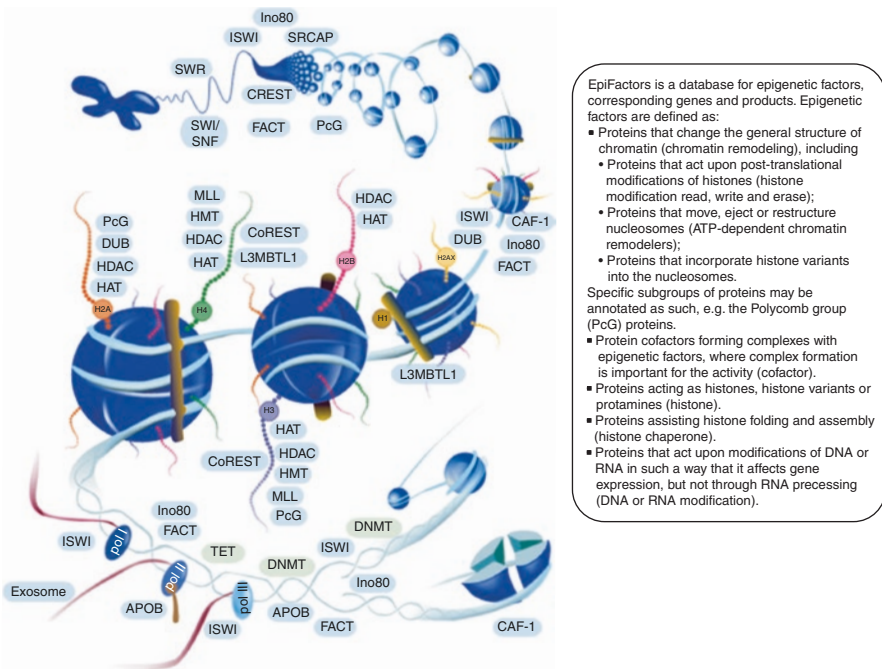 Ino80
ISWI
SRCAP
SWR
CREST
SWI/
SNF
FACT
PcG
MLL
HMT
HDAC
HAT
PcG
DUB
HDAC
HAT
CoREST
L3MBTL1
HDAC
HAT
ISWI
CAF-1
DUB
Ino80
FACT
H2A
H4
H2B
H2AX
H1
L3MBTL1
H3
HAT
HDAC
CoREST
HMT
MLL
PcG
Ino80
FACT
ISWI
pol I
TET
DNMT
ISWI
DNMT
pol II
Exosome
APOB
pol III
ISWI
APOB
Ino80
FACT
CAF-1
EpiFactors is a database for epigenetic factors,
corresponding genes and products. Epigenetic
factors are defined as:
▪ Proteins that change the general structure of
chromatin (chromatin remodeling), including
• Proteins that act upon post-translational
modifications of histones (histone
modification read, write and erase);
• Proteins that move, eject or restructure
nucleosomes (ATP-dependent chromatin
remodelers);
• Proteins that incorporate histone variants
into the nucleosomes.
Specific subgroups of proteins may be
annotated as such, e.g. the Polycomb group
(PcG) proteins.
▪ Protein cofactors forming complexes with
epigenetic factors, where complex formation
is important for the activity (cofactor).
▪ Proteins acting as histones, histone variants or
protamines (histone).
▪ Proteins assisting histone folding and assembly
(histone chaperone).
▪ Proteins that act upon modifications of DNA or
RNA in such a way that it affects gene
expression, but not through RNA precessing
(DNA or RNA modification).